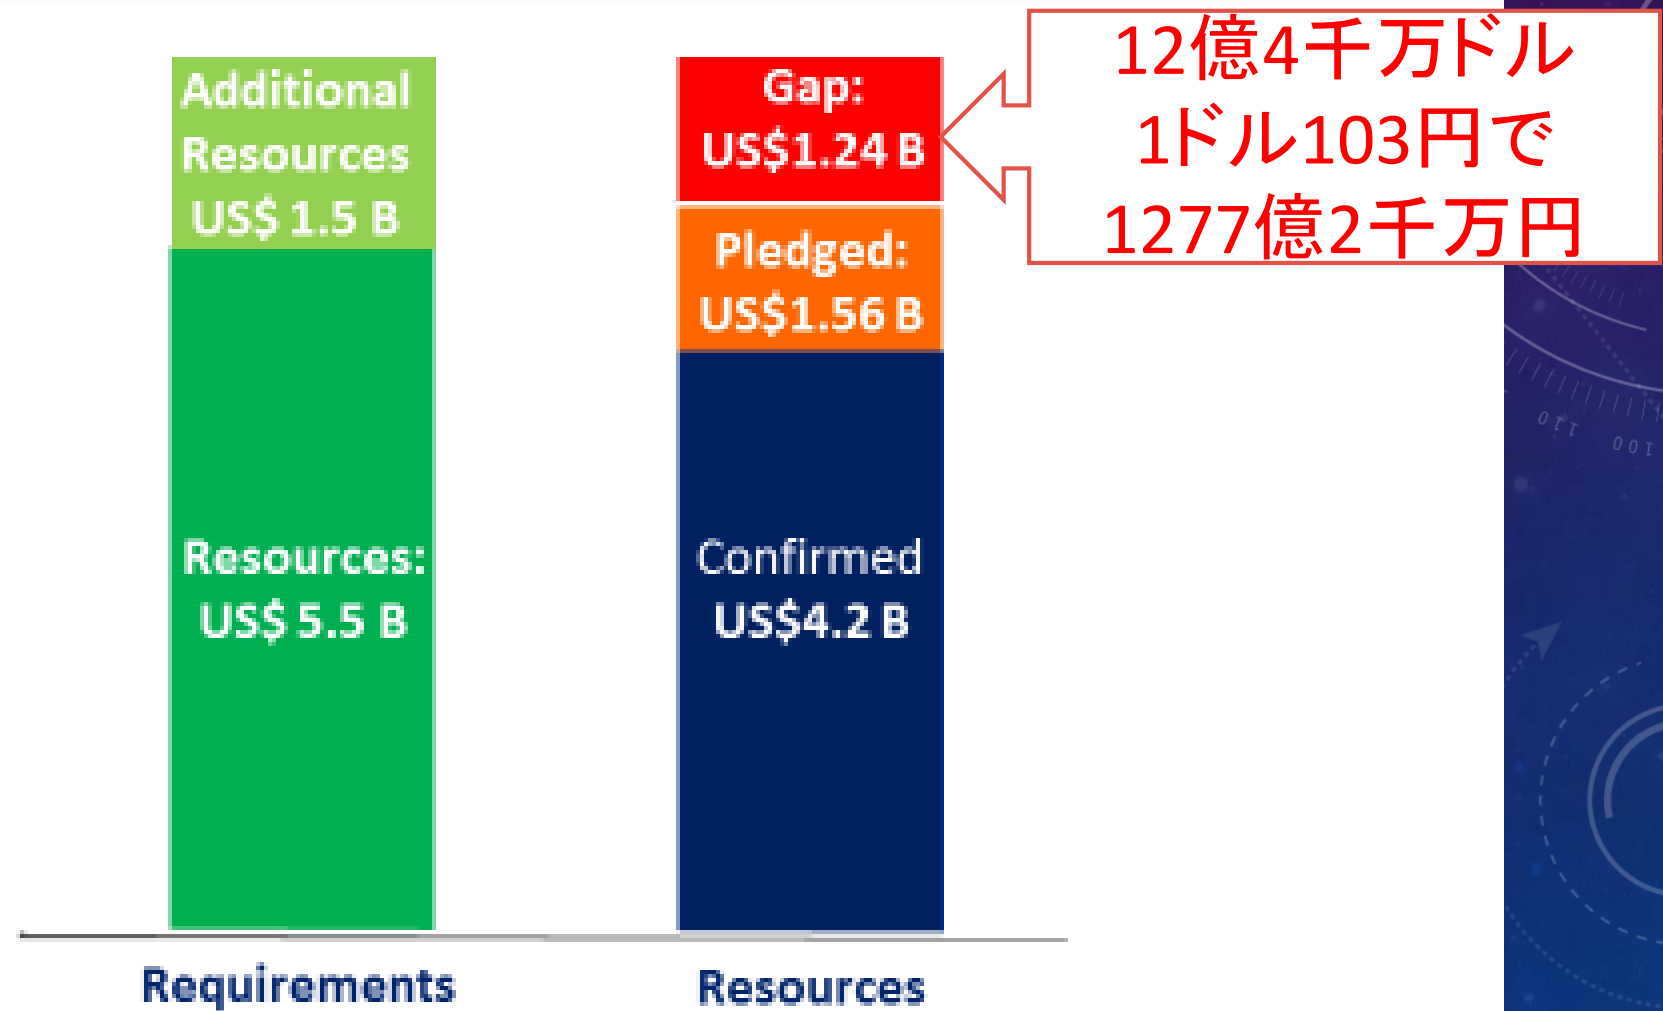 Additional
Resources
US$ 1.5 B
Resources:
US$ 5.5 B
Requirements
Gap:
US$1.24 B
Pledged:
US$1.56 B
Confirmed
US$4.2 B
Resources
12億4千万ドル
1ドル103円で
1277億2千万円
110
100